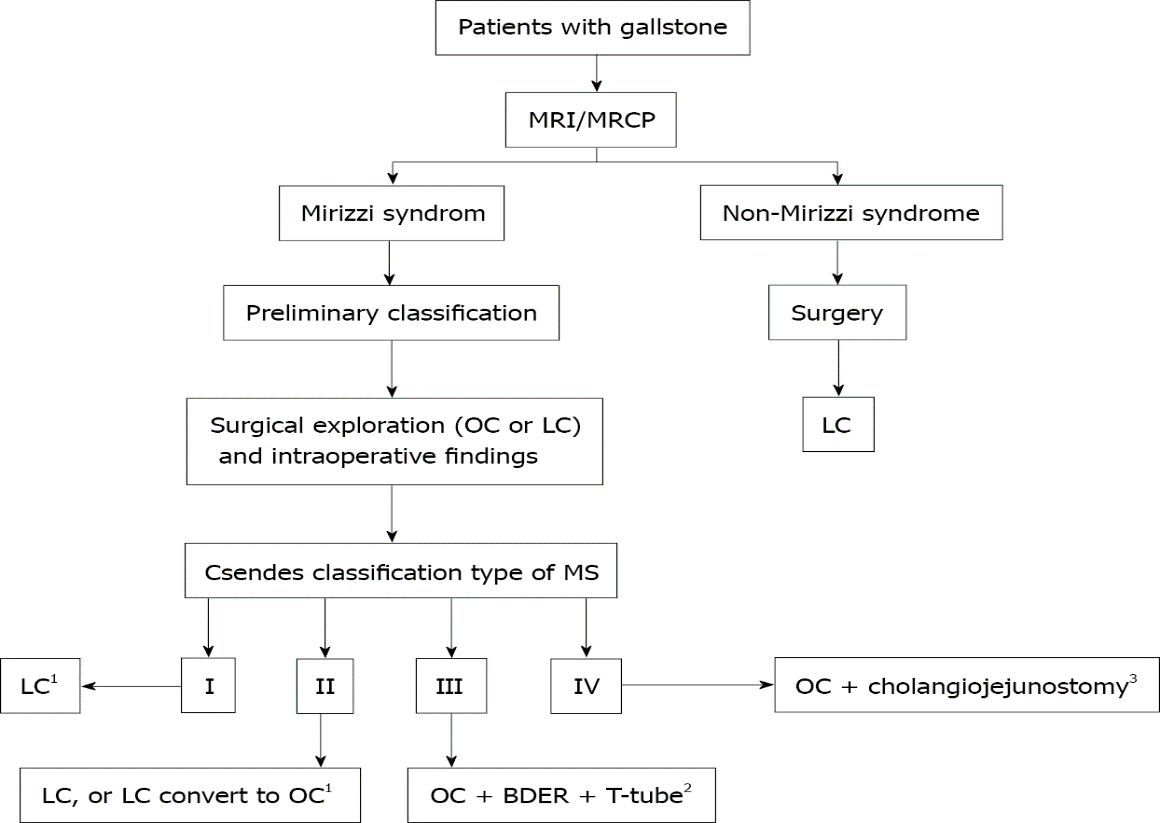 Patients with gallstone
MRI/MRCP
Mirizzi syndrom
Non-Mirizzi syndrome
Preliminary classification
Surgery
Surgical exploration (OC or LC)
and intraoperative findings
LC
Csendes classification type of MS
LC¹
I
II
III
IV
OC + cholangiojejunostomy³
LC, or LC convert to OC¹
OC + BDER + T-tube²